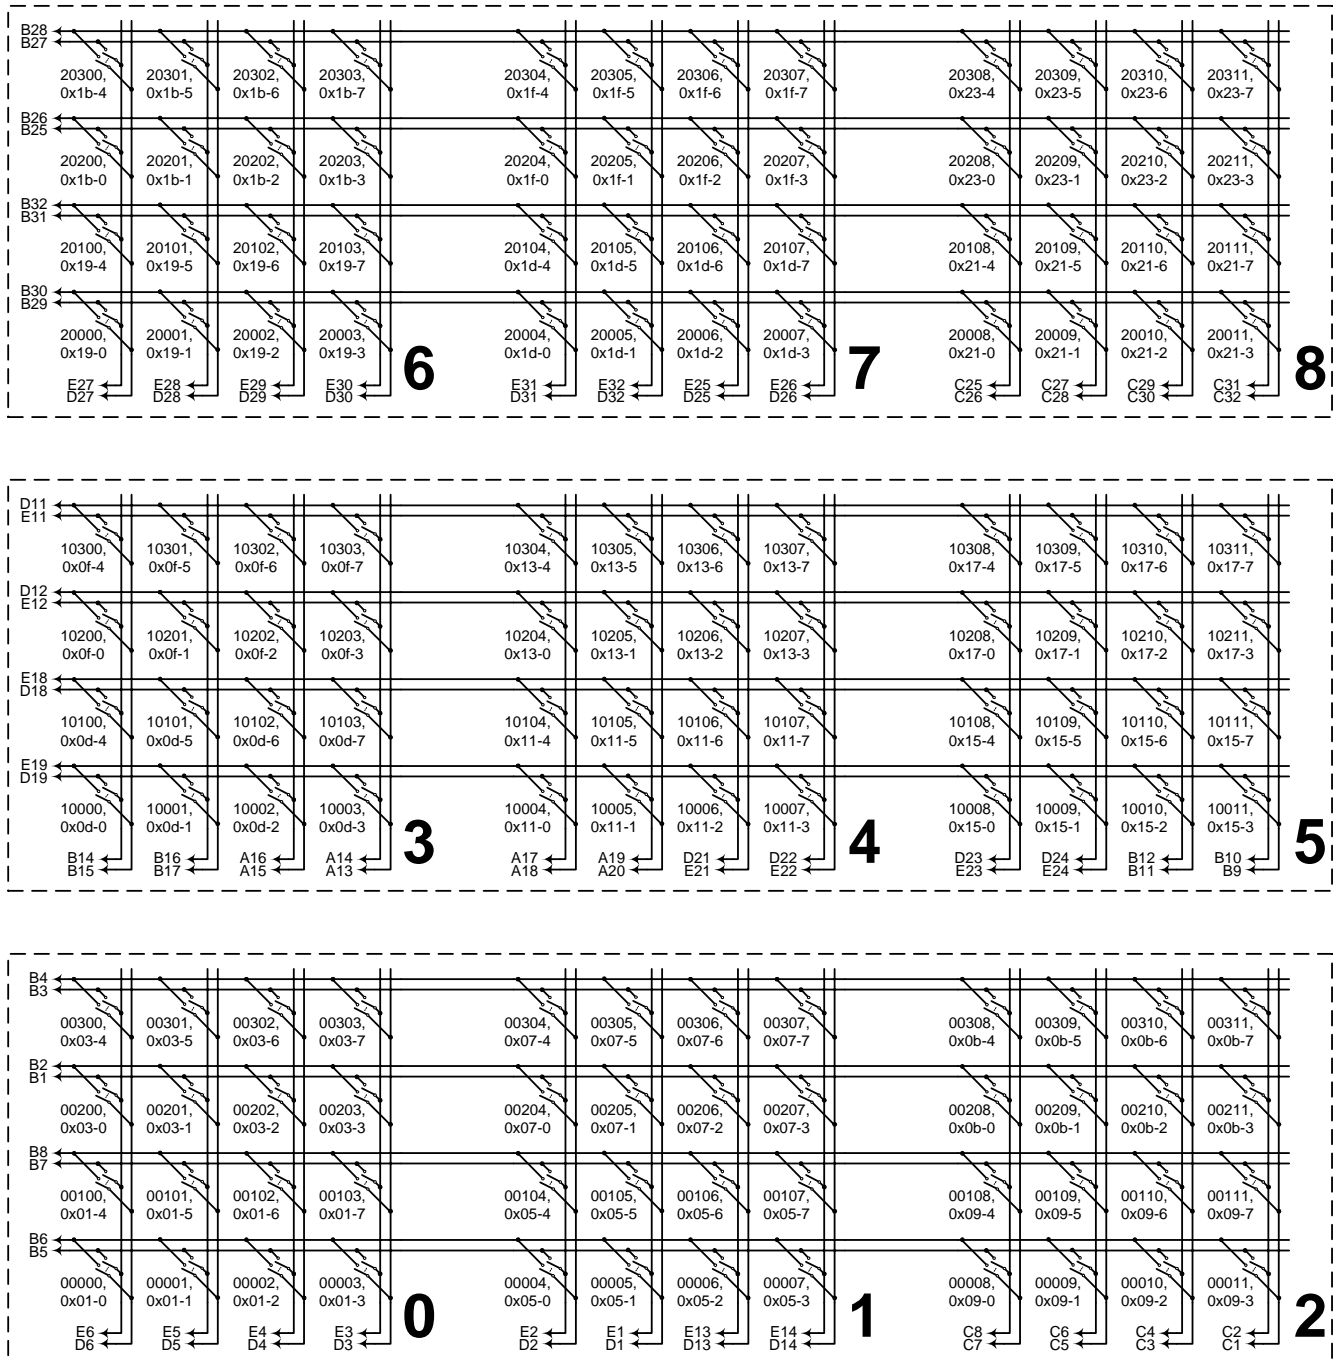 B28
B27
20300, 20301, 20302, 20303, 20304, 20305, 20306, 20307, 20308, 20309, 20310, 20311,
0x1b-4 0x1b-5 0x1b-6 0x1b-7 0x1f-4 0x1f-5 0x1f-6 0x1f-7 0x23-4 0x23-5 0x23-6 0x23-7
B26
B25
20200, 20201, 20202, 20203, 20204, 20205, 20206, 20207, 20208, 20209, 20210, 20211,
0x1b-0 0x1b-1 0x1b-2 0x1b-3 0x1f-0 0x1f-1 0x1f-2 0x1f-3 0x23-0 0x23-1 0x23-2 0x23-3
B32
B31
20100, 20101, 20102, 20103, 20104, 20105, 20106, 20107, 20108, 20109, 20110, 20111,
0x19-4 0x19-5 0x19-6 0x19-7 0x1d-4 0x1d-5 0x1d-6 0x1d-7 0x21-4 0x21-5 0x21-6 0x21-7
B30
B29
20000, 20001, 20002, 20003, 20004, 20005, 20006, 20007, 20008, 20009, 20010, 20011,
0x19-0 0x19-1 0x19-2 0x19-3 0x1d-0 0x1d-1 0x1d-2 0x1d-3 0x21-0 0x21-1 0x21-2 0x21-3
6 7 8
E27 E28 E29 E30 E31 E32 E25 E26 C25 C27 C29 C31
D27 D28 D29 D30 D31 D32 D25 D26 C26 C28 C30 C32
D11
E11
10300, 10301, 10302, 10303, 10304, 10305, 10306, 10307, 10308, 10309, 10310, 10311,
0x0f-4 0x0f-5 0x0f-6 0x0f-7 0x13-4 0x13-5 0x13-6 0x13-7 0x17-4 0x17-5 0x17-6 0x17-7
D12
E12
10200, 10201, 10202, 10203, 10204, 10205, 10206, 10207, 10208, 10209, 10210, 10211,
0x0f-0 0x0f-1 0x0f-2 0x0f-3 0x13-0 0x13-1 0x13-2 0x13-3 0x17-0 0x17-1 0x17-2 0x17-3
E18
D18
10100, 10101, 10102, 10103, 10104, 10105, 10106, 10107, 10108, 10109, 10110, 10111,
0x0d-4 0x0d-5 0x0d-6 0x0d-7 0x11-4 0x11-5 0x11-6 0x11-7 0x15-4 0x15-5 0x15-6 0x15-7
E19
D19
10000, 10001, 10002, 10003, 10004, 10005, 10006, 10007, 10008, 10009, 10010, 10011,
0x0d-0 0x0d-1 0x0d-2 0x0d-3 0x11-0 0x11-1 0x11-2 0x11-3 0x15-0 0x15-1 0x15-2 0x15-3
3 4 5
B14 B16 A16 A14 A17 A19 D21 D22 D23 D24 B12 B10
B15 B17 A15 A13 A18 A20 E21 E22 E23 E24 B11 B9
B4
B3
00300, 00301, 00302, 00303, 00304, 00305, 00306, 00307, 00308, 00309, 00310, 00311,
0x03-4 0x03-5 0x03-6 0x03-7 0x07-4 0x07-5 0x07-6 0x07-7 0x0b-4 0x0b-5 0x0b-6 0x0b-7
B2
B1
00200, 00201, 00202, 00203, 00204, 00205, 00206, 00207, 00208, 00209, 00210, 00211,
0x03-0 0x03-1 0x03-2 0x03-3 0x07-0 0x07-1 0x07-2 0x07-3 0x0b-0 0x0b-1 0x0b-2 0x0b-3
B8
B7
00100, 00101, 00102, 00103, 00104, 00105, 00106, 00107, 00108, 00109, 00110, 00111,
0x01-4 0x01-5 0x01-6 0x01-7 0x05-4 0x05-5 0x05-6 0x05-7 0x09-4 0x09-5 0x09-6 0x09-7
B6
B5
00000, 00001, 00002, 00003, 00004, 00005, 00006, 00007, 00008, 00009, 00010, 00011,
0x01-0 0x01-1 0x01-2 0x01-3 0x05-0 0x05-1 0x05-2 0x05-3 0x09-0 0x09-1 0x09-2 0x09-3
0 1 2
E6 E5 E4 E3 E2 E1 E13 E14 C8 C6 C4 C2
D6 D5 D4 D3 D2 D1 D13 D14 C7 C5 C3 C1